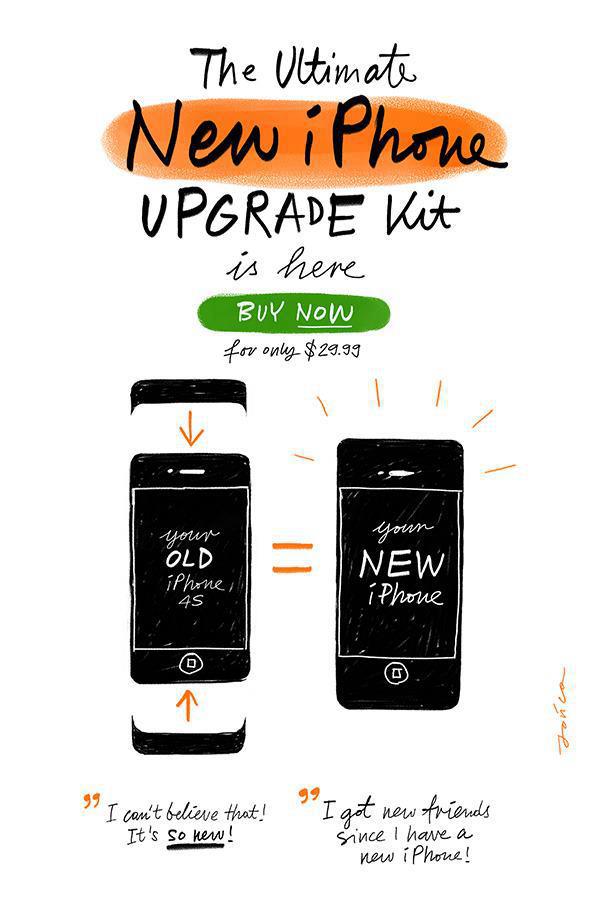 The Ultimate
New iPhone
UPGRADE Kit
is here
BUY NOW
for only $29.99
your
OLD
iPhone
4S
=
your
NEW
iPhone
" I can't believe that!
It's so new!
" I got new friends
since I have a
new iPhone!